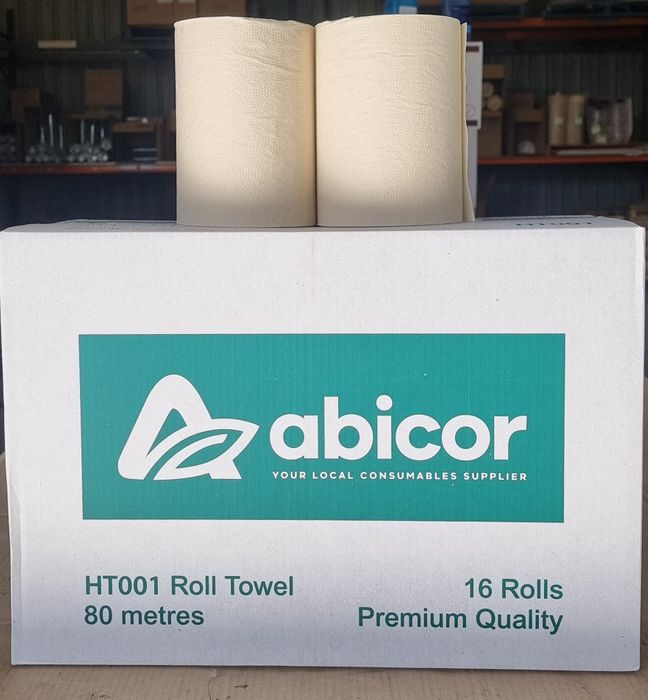 abicor
YOUR LOCAL CONSUMABLES SUPPLIER
HT001 Roll Towel
80 metres
16 Rolls
Premium Quality